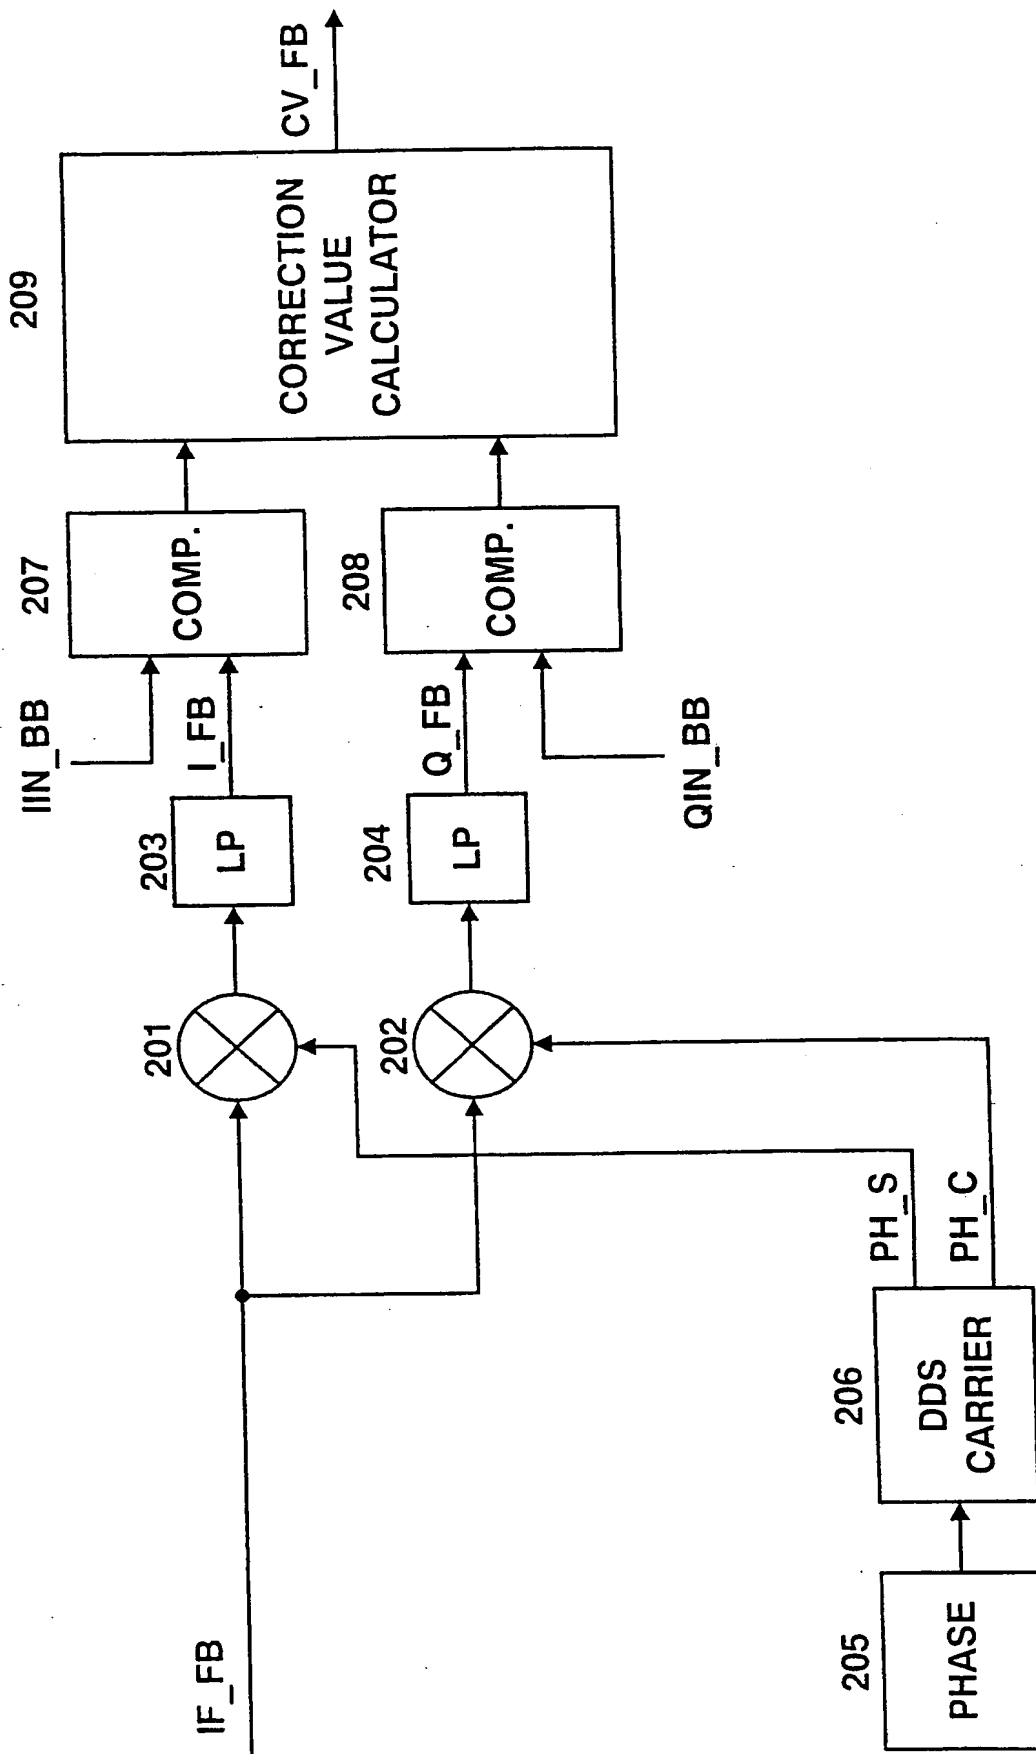 IF_FB
201
202
203
LP
204
LP
I_FB
Q_FB
IIN_BB
QIN_BB
207
COMP.
208
COMP.
209
CORRECTION
VALUE
CALCULATOR
CV_FB
205
PHASE
206
DDS
CARRIER
PH_S
PH_C